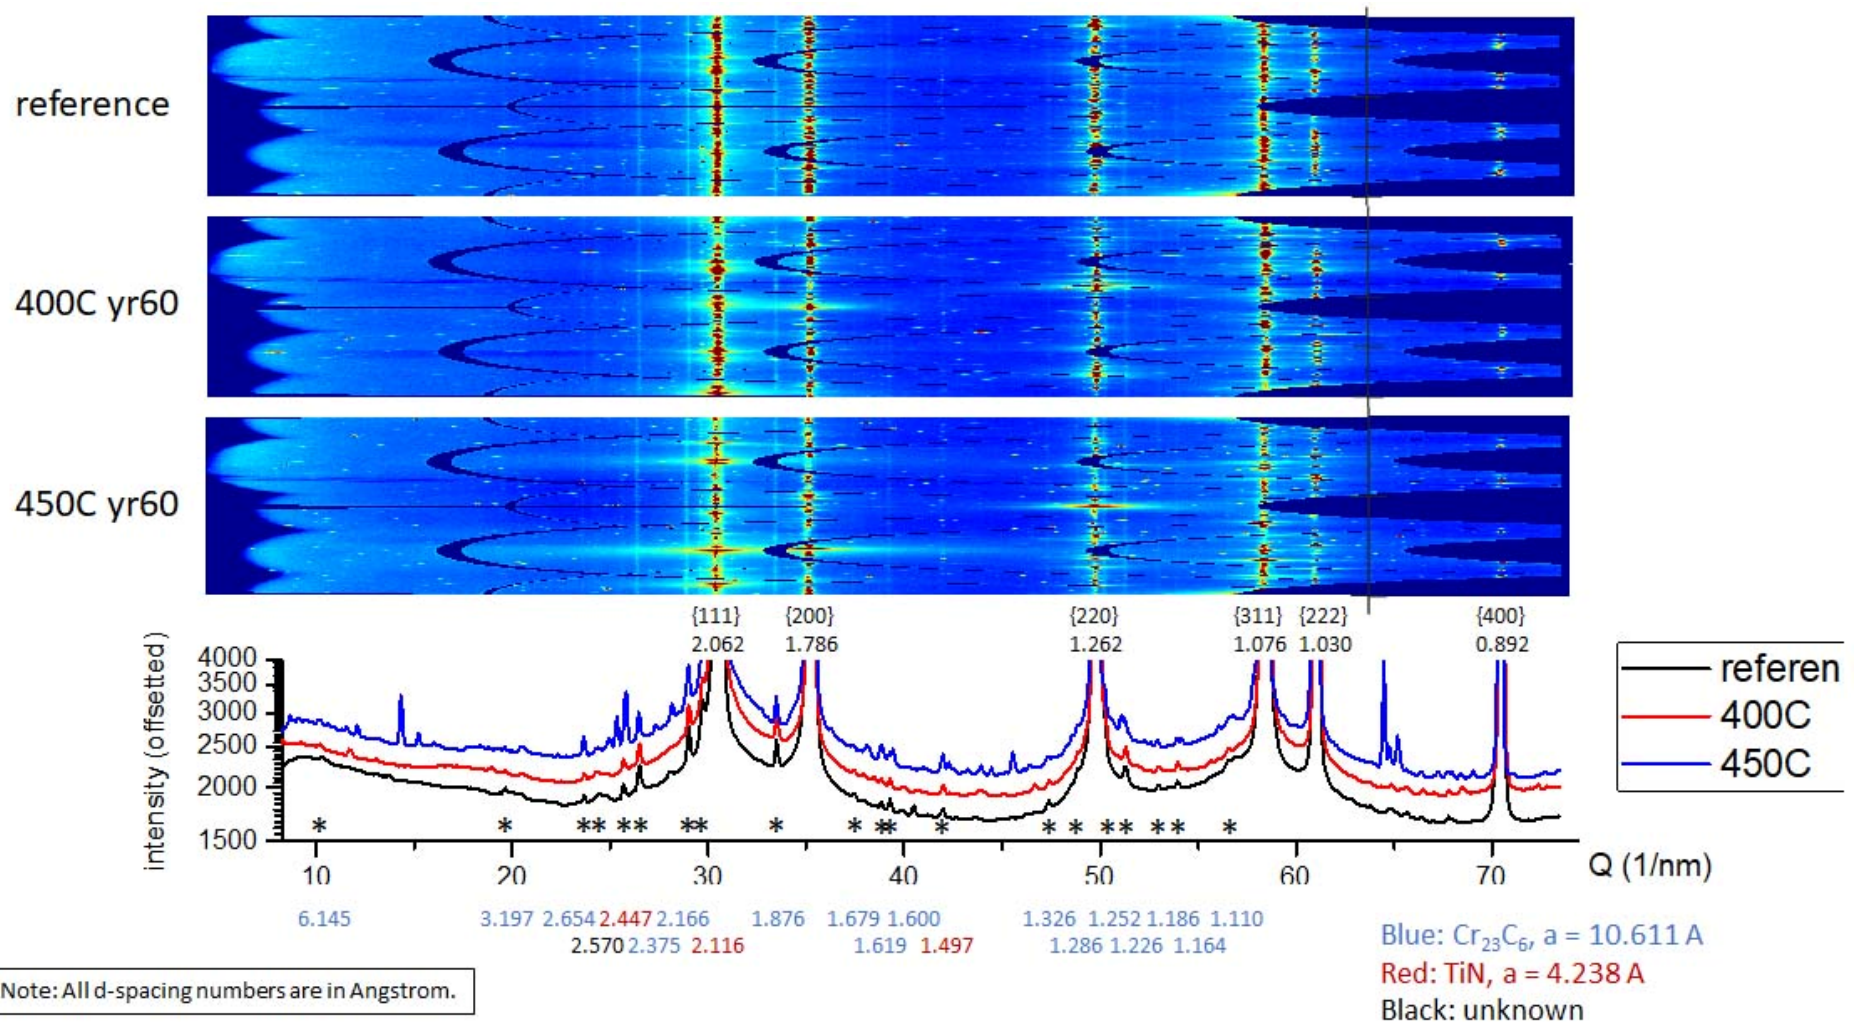 reference
400C yr60
450C yr60
{111} {200} {220} {311} {222} {400}
2.062 1.786 1.262 1.076 1.030 0.892
intensity (offsetted)
4000
3500
3000
2500
2000
1500
* * ** ** ** * * ** * * * ** ** *
10 20 30 40 50 60 70 Q (1/nm)
referen
400C
450C
6.145 3.197 2.654 2.447 2.166 1.876 1.679 1.600 1.326 1.252 1.186 1.110
2.570 2.375 2.116 1.619 1.497 1.286 1.226 1.164
Blue: Cr₂₃C₆, a = 10.611 A
Red: TiN, a = 4.238 A
Black: unknown
Note: All d-spacing numbers are in Angstrom.